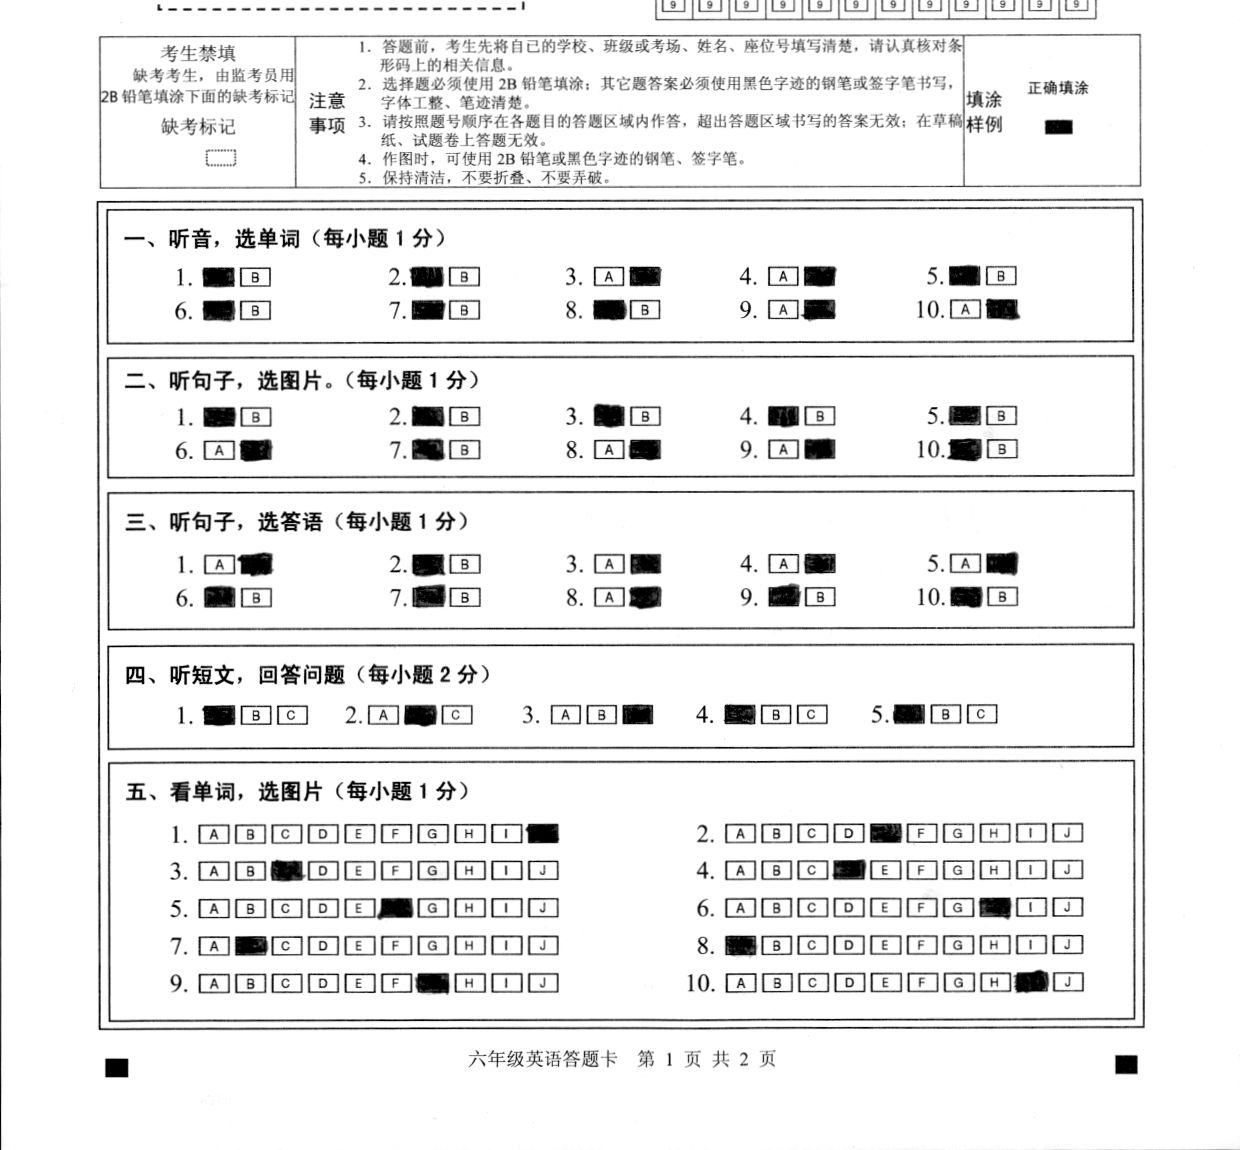 9 9 9 9 9 9 9 9 9 9 9 9
考生禁填
缺考考生，由监考员用
2B 铅笔填涂下面的缺考标记
缺考标记
注意
事项
1．答题前，考生先将自已的学校、班级或考场、姓名、座位号填写清楚，请认真核对条
形码上的相关信息。
2．选择题必须使用 2B 铅笔填涂；其它题答案必须使用黑色字迹的钢笔或签字笔书写，
字体工整、笔迹清楚。
3．请按照题号顺序在各题目的答题区域内作答，超出答题区域书写的答案无效；在草稿
纸、试题卷上答题无效。
4．作图时，可使用 2B 铅笔或黑色字迹的钢笔、签字笔。
5．保持清洁，不要折叠、不要弄破。
填涂
样例
正确填涂
一、听音，选单词（每小题 1 分）
1. B 2. B 3. A 4. A 5. B
6. B 7. B 8. B 9. A 10. A
二、听句子，选图片。（每小题 1 分）
1. B 2. B 3. B 4. B 5. B
6. A 7. B 8. A 9. A 10. B
三、听句子，选答语（每小题 1 分）
1. A 2. B 3. A 4. A 5. A
6. B 7. B 8. A 9. B 10. B
四、听短文，回答问题（每小题 2 分）
1. B C 2. A C 3. A B 4. B C 5. B C
五、看单词，选图片（每小题 1 分）
1. A B C D E F G H I 2. A B C D F G H I J
3. A B D E F G H I J 4. A B C E F G H I J
5. A B C D E G H I J 6. A B C D E F G I J
7. A C D E F G H I J 8. B C D E F G H I J
9. A B C D E F H I J 10. A B C D E F G H J
六年级英语答题卡 第 1 页 共 2 页